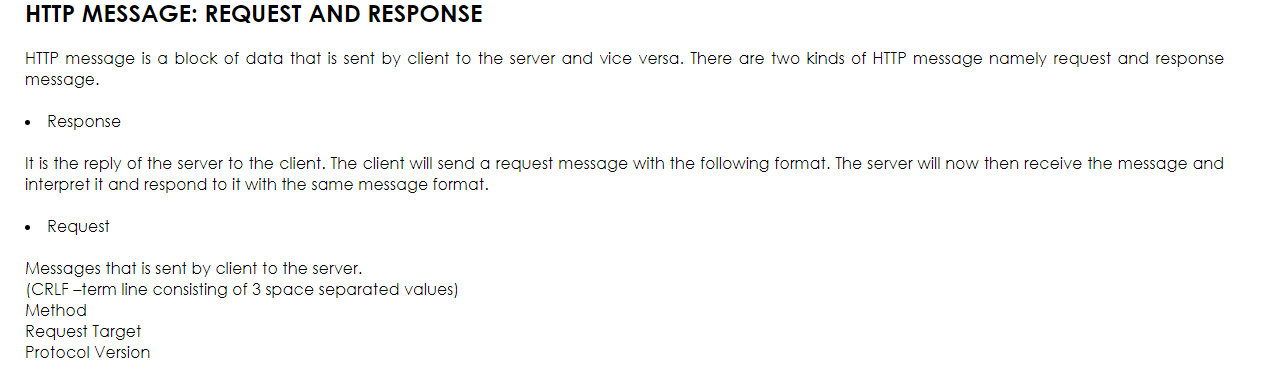 HTTP MESSAGE: REQUEST AND RESPONSE
HTTP message is a block of data that is sent by client to the server and vice versa. There are two kinds of HTTP message namely request and response
message.
• Response
It is the reply of the server to the client. The client will send a request message with the following format. The server will now then receive the message and
interpret it and respond to it with the same message format.
• Request
Messages that is sent by client to the server.
(CRLF –term line consisting of 3 space separated values)
Method
Request Target
Protocol Version